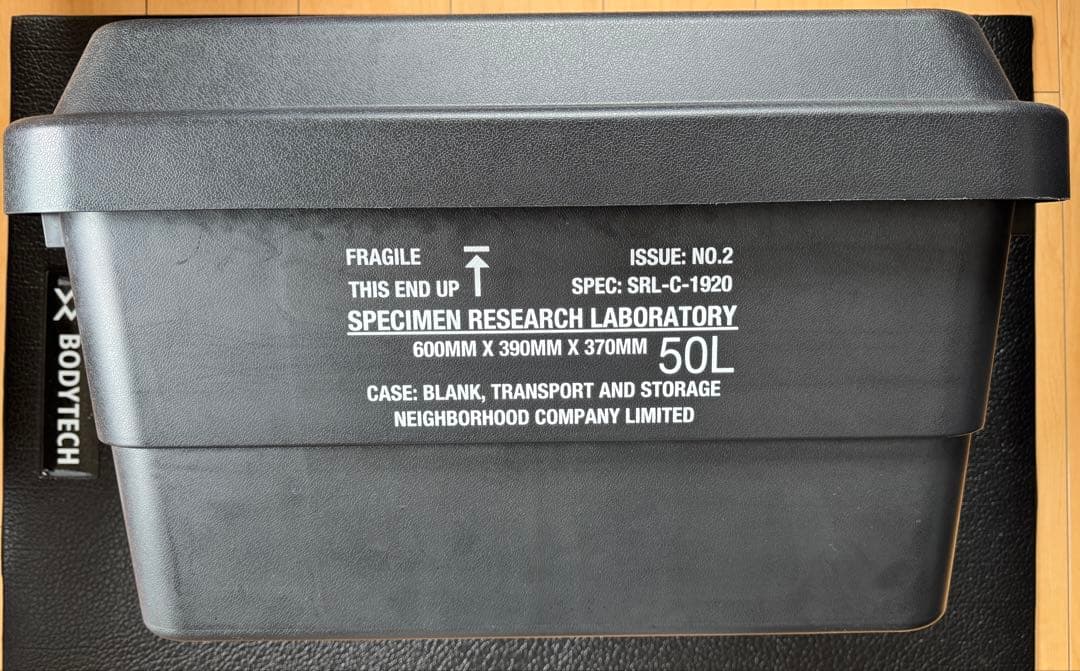 FRAGILE
ISSUE: NO.2
THIS END UP
SPEC: SRL-C-1920
SPECIMEN RESEARCH LABORATORY
600MM X 390MM X 370MM 50L
CASE: BLANK, TRANSPORT AND STORAGE
NEIGHBORHOOD COMPANY LIMITED
BODYTECH